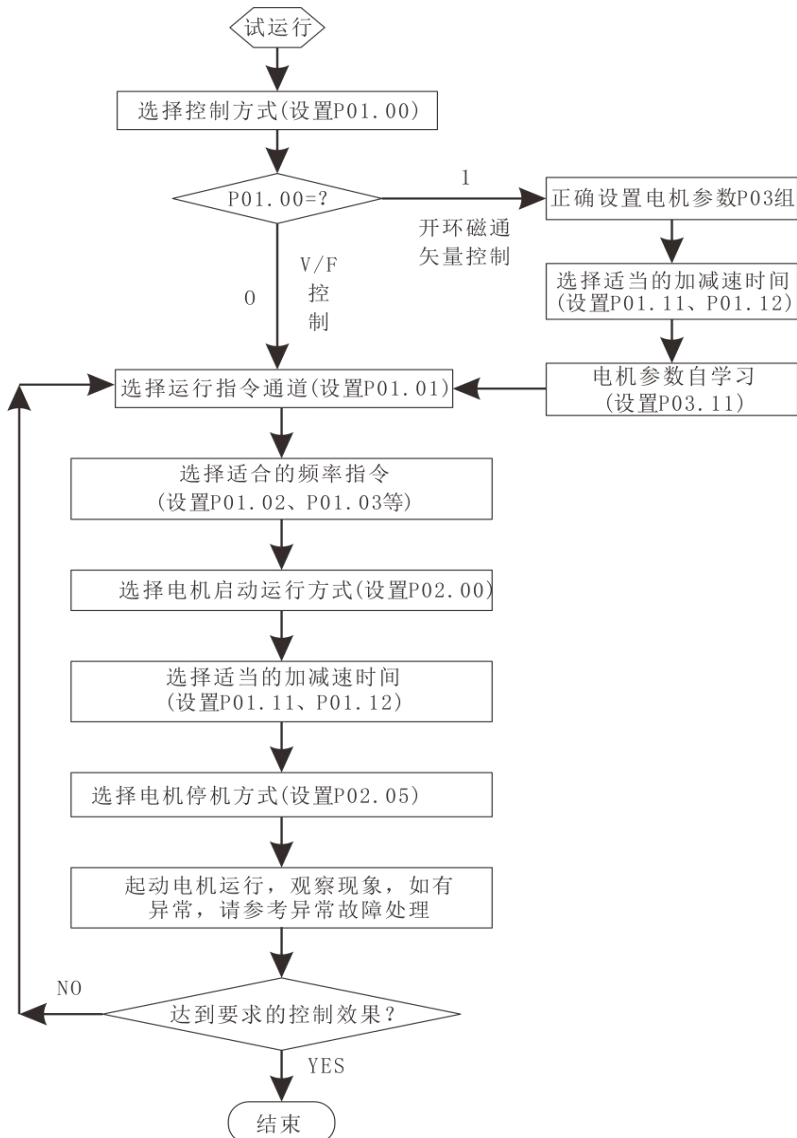 试运行
选择控制方式(设置P01.00)
P01.00=?
1
开环磁通
矢量控制
正确设置电机参数P03组
选择适当的加减速时间
(设置P01.11、P01.12)
电机参数自学习
(设置P03.11)
0
V/F
控
制
选择运行指令通道(设置P01.01)
选择适合的频率指令
(设置P01.02、P01.03等)
选择电机启动运行方式(设置P02.00)
选择适当的加减速时间
(设置P01.11、P01.12)
选择电机停机方式(设置P02.05)
起动电机运行，观察现象，如有
异常，请参考异常故障处理
达到要求的控制效果？
NO
YES
结束